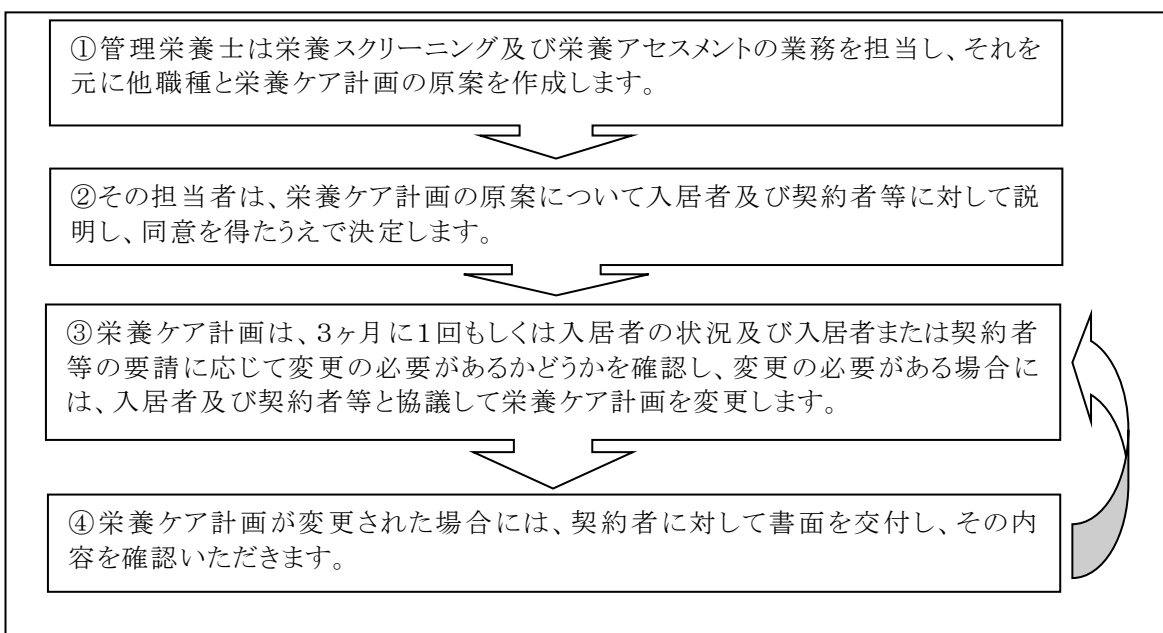 ①管理栄養士は栄養スクリーニング及び栄養アセスメントの業務を担当し、それを
元に他職種と栄養ケア計画の原案を作成します。
②その担当者は、栄養ケア計画の原案について入居者及び契約者等に対して説
明し、同意を得たうえで決定します。
③栄養ケア計画は、3ヶ月に1回もしくは入居者の状況及び入居者または契約者
等の要請に応じて変更の必要があるかどうかを確認し、変更の必要がある場合に
は、入居者及び契約者等と協議して栄養ケア計画を変更します。
④栄養ケア計画が変更された場合には、契約者に対して書面を交付し、その内
容を確認いただきます。